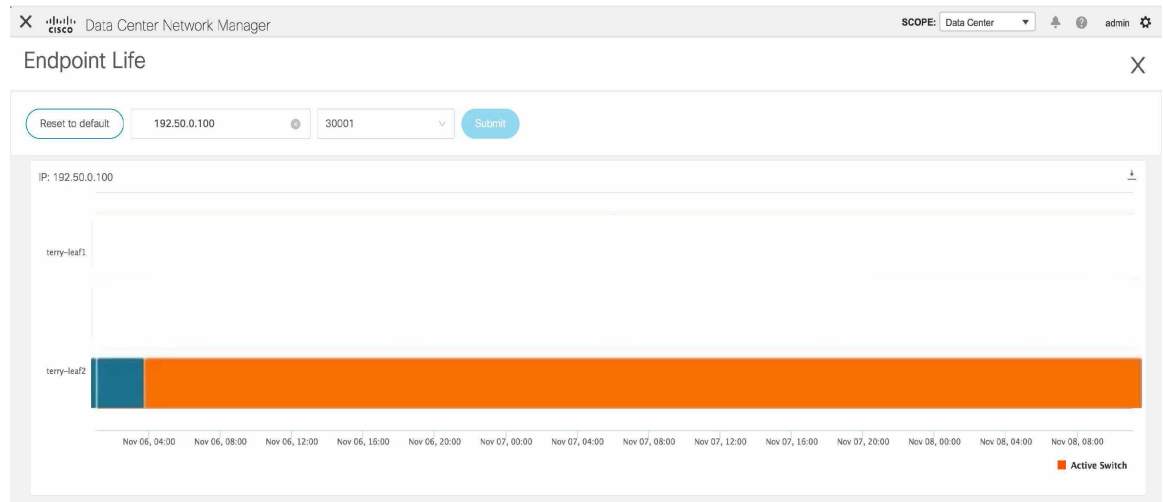 X cisco Data Center Network Manager SCOPE: Data Center admin
Endpoint Life X
Reset to default 192.50.0.100 30001 Submit
IP: 192.50.0.100
terry-leaf1
terry-leaf2
Nov 06, 04:00 Nov 06, 08:00 Nov 06, 12:00 Nov 06, 16:00 Nov 06, 20:00 Nov 07, 00:00 Nov 07, 04:00 Nov 07, 08:00 Nov 07, 12:00 Nov 07, 16:00 Nov 07, 20:00 Nov 08, 00:00 Nov 08, 04:00 Nov 08, 08:00
Active Switch